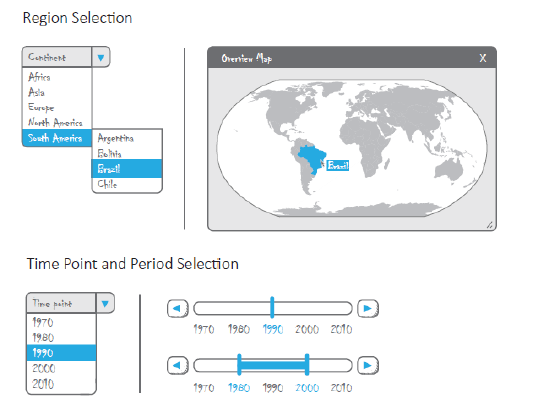 Region Selection
Continent
Africa
Asia
Europe
North America
South America
Argentina
Bolivia
Brazil
Chile
Overview Map X
Brazil
Time Point and Period Selection
Time point
1970
1980
1990
2000
2010
1970 1980 1990 2000 2010
1970 1980 1990 2000 2010